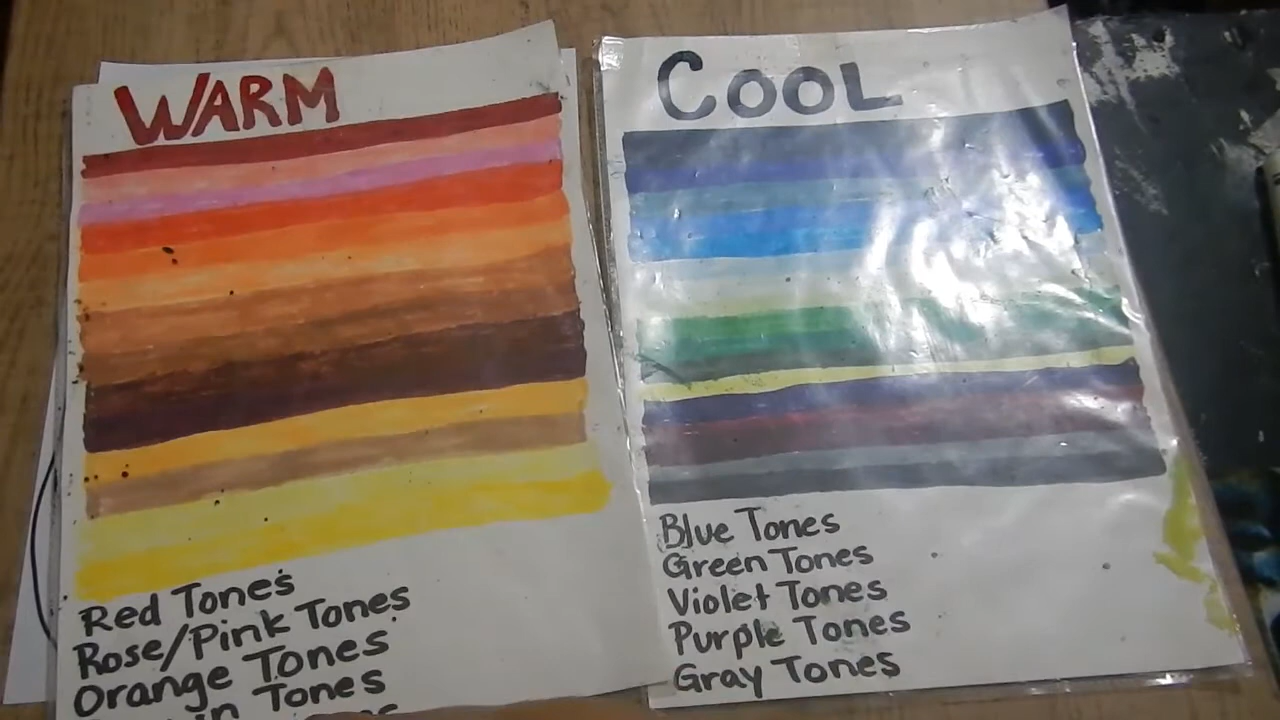 WARM
Red Tones
Rose/Pink Tones
Orange Tones
Tones
COOL
Blue Tones
Green Tones
Violet Tones
Purple Tones
Gray Tones